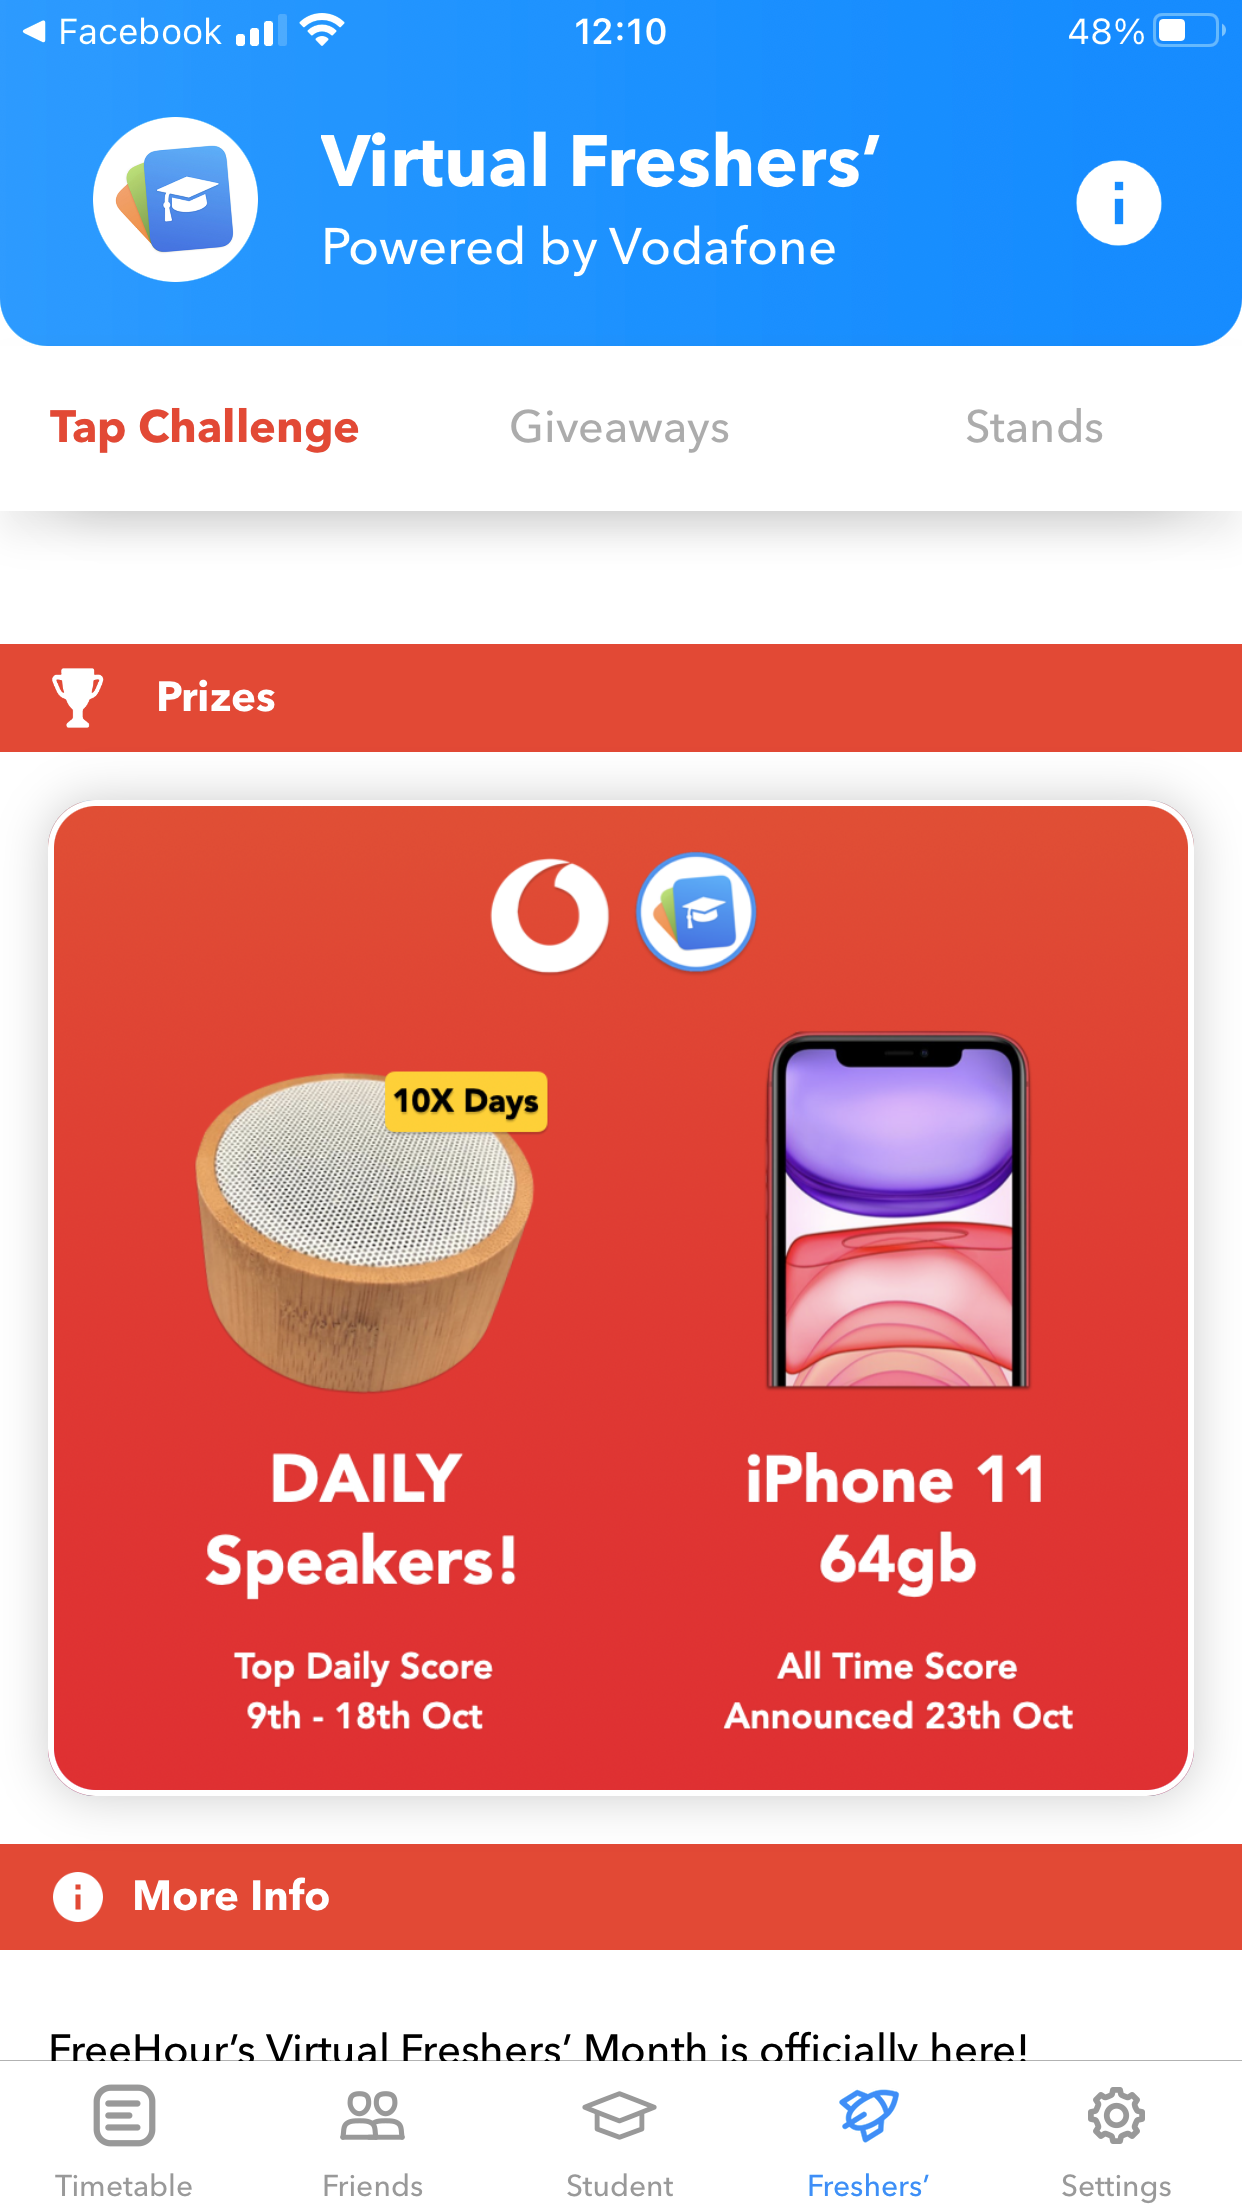 Facebook 12:10 48%
Virtual Freshers’
Powered by Vodafone
Tap Challenge Giveaways Stands
Prizes
10X Days
DAILY
Speakers!
Top Daily Score
9th - 18th Oct
iPhone 11
64gb
All Time Score
Announced 23th Oct
More Info
FreeHour’s Virtual Freshers’ Month is officially here!
Timetable Friends Student Freshers’ Settings